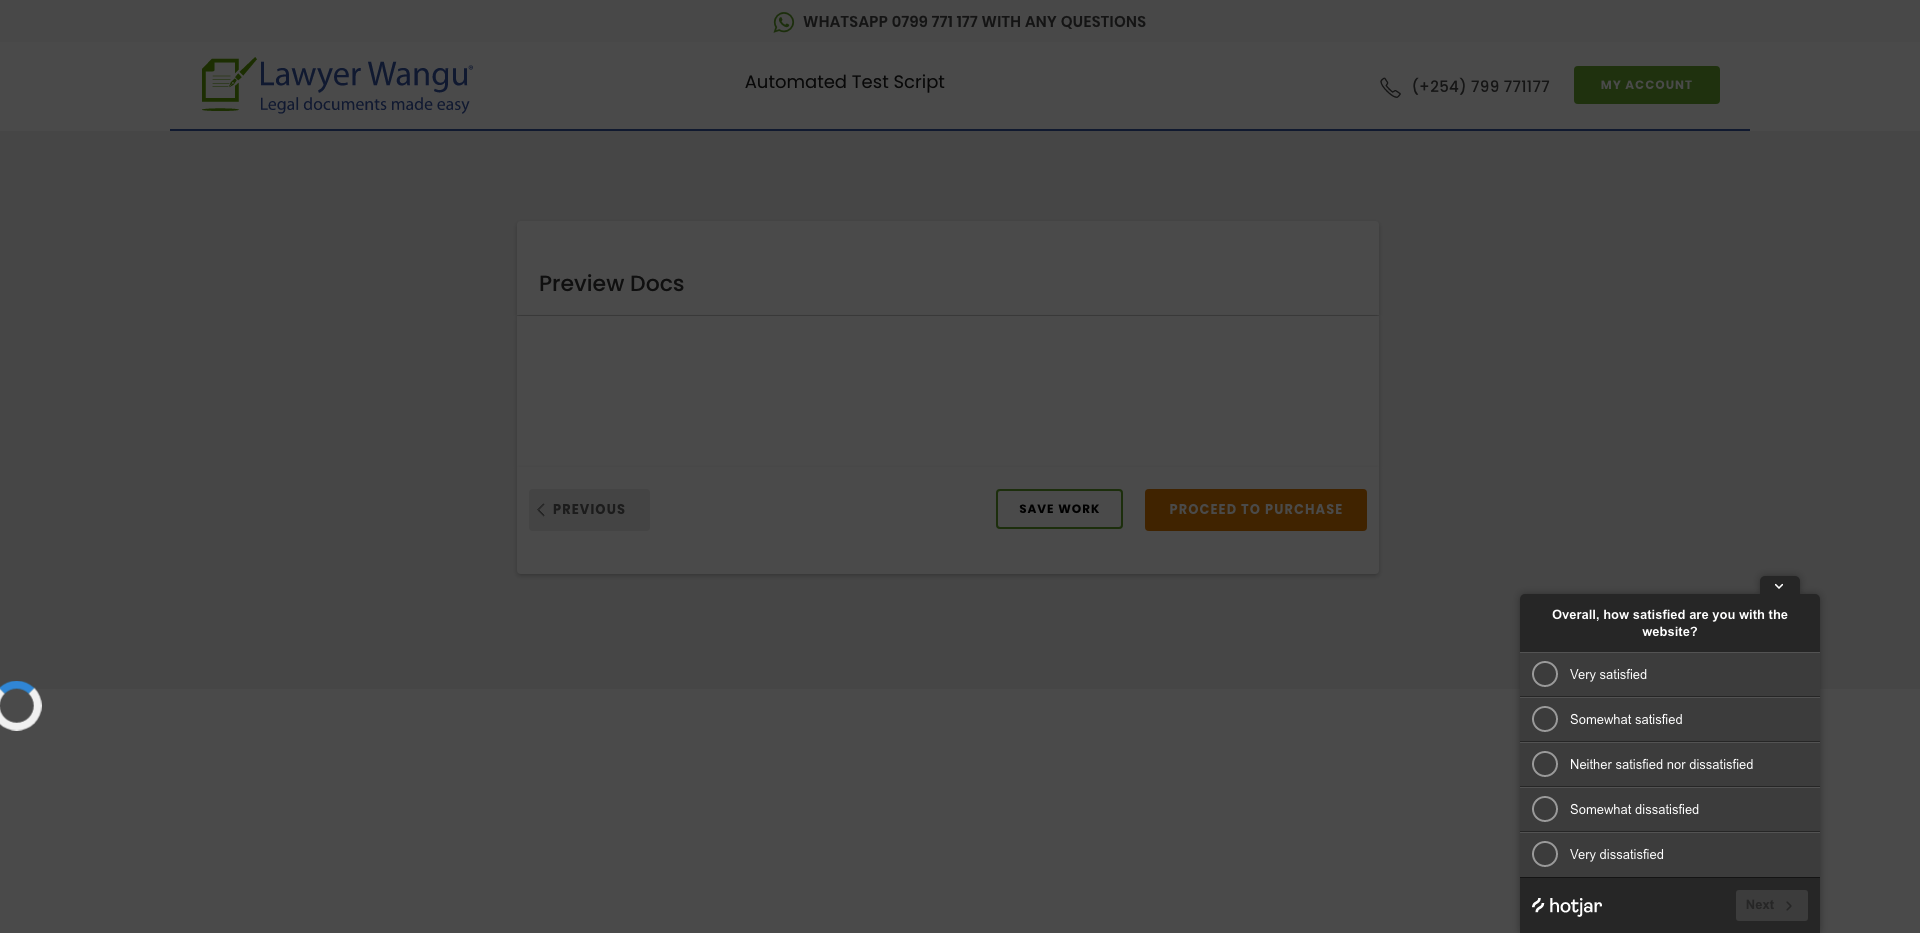 WHATSAPP 0799 771 177 WITH ANY QUESTIONS
Lawyer Wangu®
Legal documents made easy
Automated Test Script
(+254) 799 771177
MY ACCOUNT
Preview Docs
PREVIOUS
SAVE WORK
PROCEED TO PURCHASE
Overall, how satisfied are you with the
website?
Very satisfied
Somewhat satisfied
Neither satisfied nor dissatisfied
Somewhat dissatisfied
Very dissatisfied
hotjar
Next